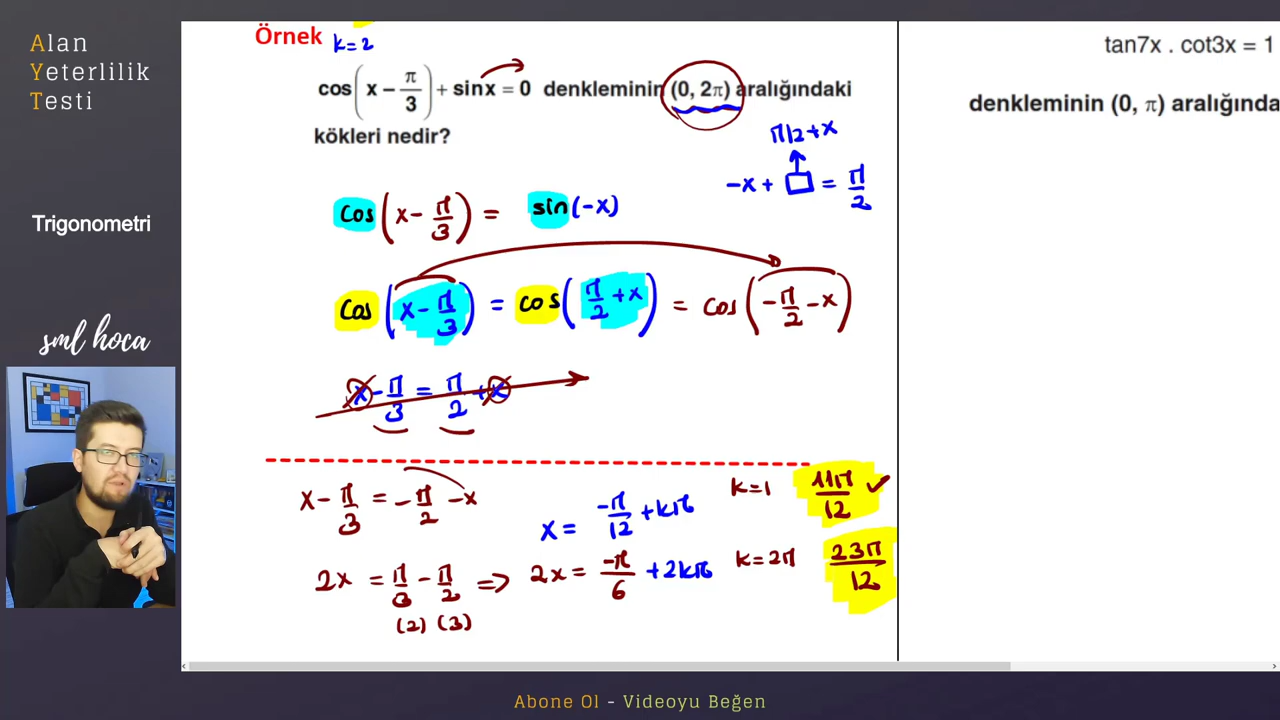 Alan
Yeterlilik
Testi
Trigonometri
sml hoca
Örnek
k=2
cos(x − π/3) + sinx = 0 denkleminin (0, 2π) aralığındaki
kökleri nedir?
π/2+x
−x + □ = π/2
cos(x − π/3) = sin(−x)
cos(x − π/3) = cos(π/2 + x) = cos(−π/2 − x)
x − π/3 = π/2 + x
x − π/3 = −π/2 − x
x = −π/12 + kπ
k=1 11π/12 ✓
2x = π/3 − π/2 ⇒ 2x = −π/6 + 2kπ
(2) (3)
k=2π 23π/12
tan7x . cot3x = 1
denkleminin (0, π) aralığında
Abone Ol - Videoyu Beğen